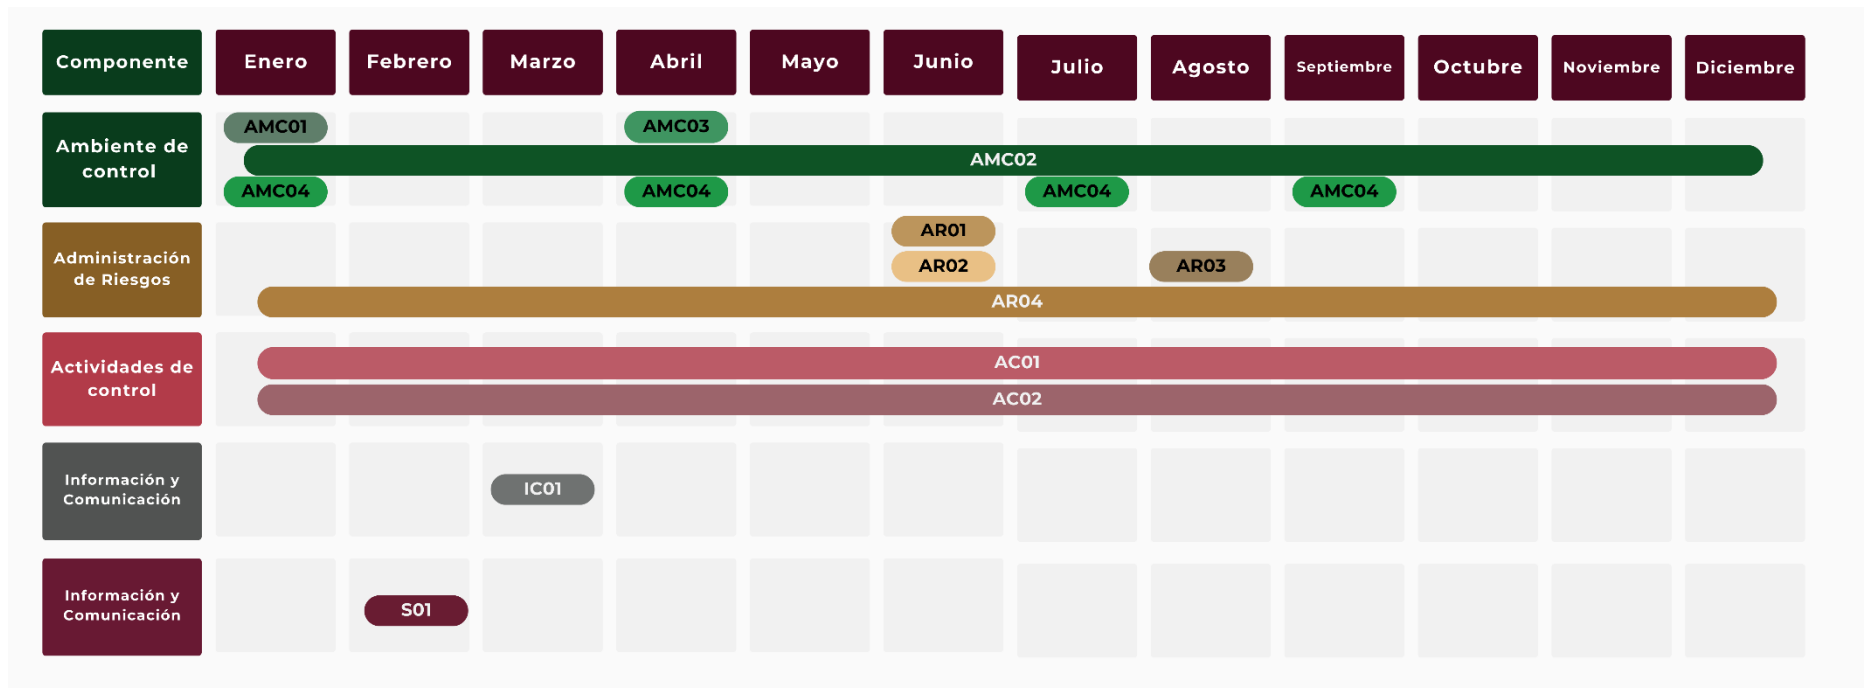 Componente
Enero
Febrero
Marzo
Abril
Mayo
Junio
Julio
Agosto
Septiembre
Octubre
Noviembre
Diciembre
Ambiente de
control
AMC01
AMC03
AMC02
AMC04
AMC04
AMC04
AMC04
Administración
de Riesgos
AR01
AR02
AR03
AR04
Actividades de
control
AC01
AC02
Información y
Comunicación
IC01
Información y
Comunicación
S01